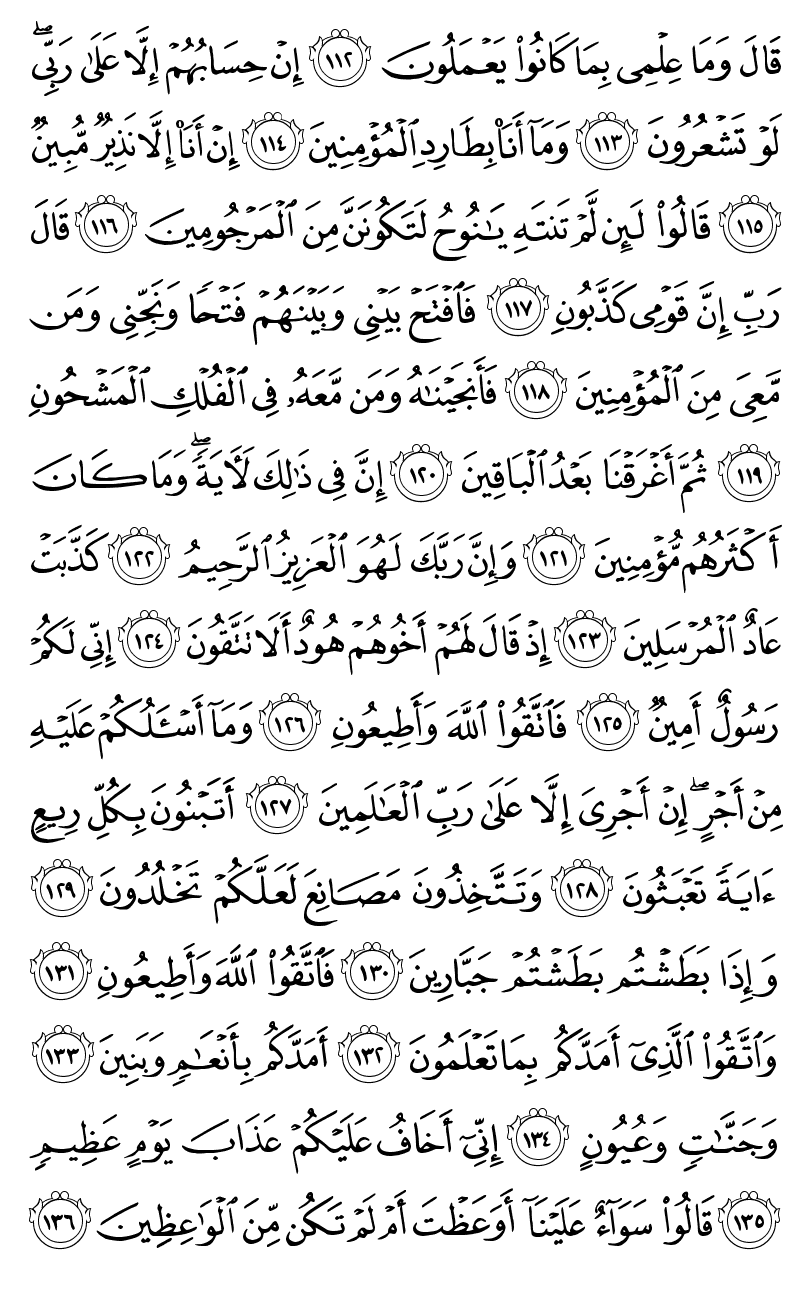 قَالَ وَمَا عِلۡمِي بِمَا كَانُواْ يَعۡمَلُونَ ١١٢ إِنۡ حِسَابُهُمۡ إِلَّا عَلَىٰ رَبِّيۖ
لَوۡ تَشۡعُرُونَ ١١٣ وَمَآ أَنَا۠ بِطَارِدِ ٱلۡمُؤۡمِنِينَ ١١٤ إِنۡ أَنَا۠ إِلَّا نَذِيرٞ مُّبِينٞ
١١٥ قَالُواْ لَئِن لَّمۡ تَنتَهِ يَٰنُوحُ لَتَكُونَنَّ مِنَ ٱلۡمَرۡجُومِينَ ١١٦ قَالَ
رَبِّ إِنَّ قَوۡمِي كَذَّبُونِ ١١٧ فَٱفۡتَحۡ بَيۡنِي وَبَيۡنَهُمۡ فَتۡحٗا وَنَجِّنِي وَمَن
مَّعِيَ مِنَ ٱلۡمُؤۡمِنِينَ ١١٨ فَأَنجَيۡنَٰهُ وَمَن مَّعَهُۥ فِي ٱلۡفُلۡكِ ٱلۡمَشۡحُونِ
١١٩ ثُمَّ أَغۡرَقۡنَا بَعۡدُ ٱلۡبَاقِينَ ١٢٠ إِنَّ فِي ذَٰلِكَ لَأٓيَةٗۖ وَمَا كَانَ
أَكۡثَرُهُم مُّؤۡمِنِينَ ١٢١ وَإِنَّ رَبَّكَ لَهُوَ ٱلۡعَزِيزُ ٱلرَّحِيمُ ١٢٢ كَذَّبَتۡ
عَادٌ ٱلۡمُرۡسَلِينَ ١٢٣ إِذۡ قَالَ لَهُمۡ أَخُوهُمۡ هُودٌ أَلَا تَتَّقُونَ ١٢٤ إِنِّي لَكُمۡ
رَسُولٌ أَمِينٞ ١٢٥ فَٱتَّقُواْ ٱللَّهَ وَأَطِيعُونِ ١٢٦ وَمَآ أَسۡـَٔلُكُمۡ عَلَيۡهِ
مِنۡ أَجۡرٍۖ إِنۡ أَجۡرِيَ إِلَّا عَلَىٰ رَبِّ ٱلۡعَٰلَمِينَ ١٢٧ أَتَبۡنُونَ بِكُلِّ رِيعٍ
ءَايَةٗ تَعۡبَثُونَ ١٢٨ وَتَتَّخِذُونَ مَصَانِعَ لَعَلَّكُمۡ تَخۡلُدُونَ ١٢٩
وَإِذَا بَطَشۡتُم بَطَشۡتُمۡ جَبَّارِينَ ١٣٠ فَٱتَّقُواْ ٱللَّهَ وَأَطِيعُونِ ١٣١
وَٱتَّقُواْ ٱلَّذِيٓ أَمَدَّكُم بِمَا تَعۡلَمُونَ ١٣٢ أَمَدَّكُم بِأَنۡعَٰمٖ وَبَنِينَ ١٣٣
وَجَنَّٰتٖ وَعُيُونٍ ١٣٤ إِنِّيٓ أَخَافُ عَلَيۡكُمۡ عَذَابَ يَوۡمٍ عَظِيمٖ
١٣٥ قَالُواْ سَوَآءٌ عَلَيۡنَآ أَوَعَظۡتَ أَمۡ لَمۡ تَكُن مِّنَ ٱلۡوَٰعِظِينَ ١٣٦